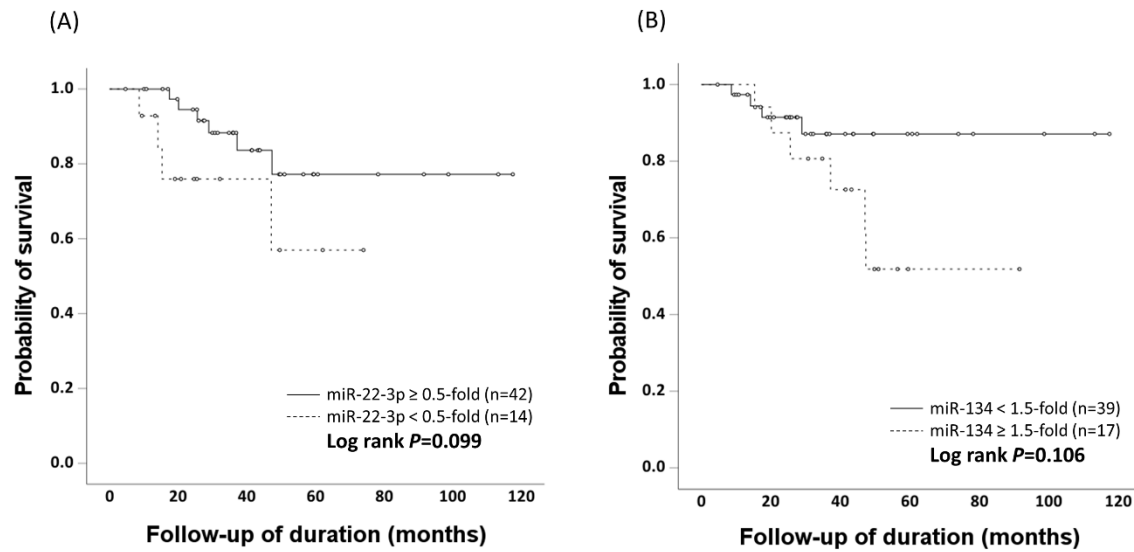 (A)
Probability of survival
1.0
0.8
0.6
0.4
0.2
0.0
miR-22-3p ≥ 0.5-fold (n=42)
miR-22-3p < 0.5-fold (n=14)
Log rank P=0.099
0 20 40 60 80 100 120
Follow-up of duration (months)
(B)
Probability of survival
1.0
0.8
0.6
0.4
0.2
0.0
miR-134 < 1.5-fold (n=39)
miR-134 ≥ 1.5-fold (n=17)
Log rank P=0.106
0 20 40 60 80 100 120
Follow-up of duration (months)